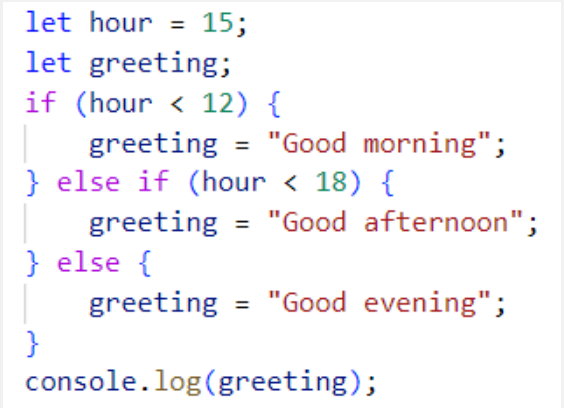 let hour = 15;
let greeting;
if (hour < 12) {
    greeting = "Good morning";
} else if (hour < 18) {
    greeting = "Good afternoon";
} else {
    greeting = "Good evening";
}
console.log(greeting);